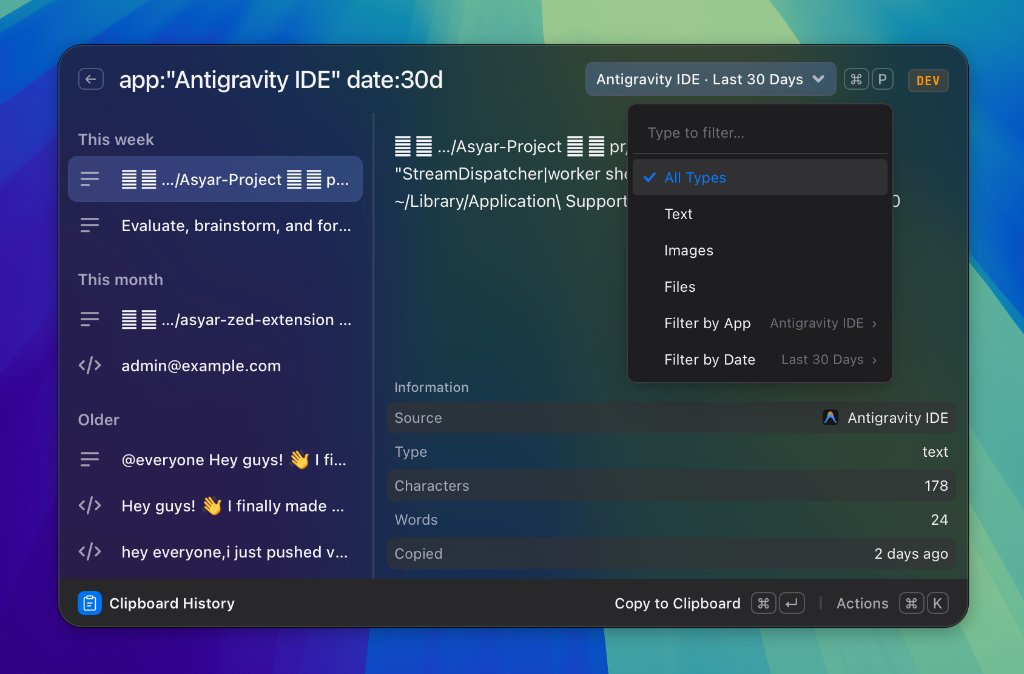 app:"Antigravity IDE" date:30d
Antigravity IDE · Last 30 Days
⌘ P
DEV
This week
.../Asyar-Project p...
Evaluate, brainstorm, and for...
This month
.../asyar-zed-extension ...
</> admin@example.com
Older
@everyone Hey guys! 👋 I fi...
</> Hey guys! 👋 I finally made ...
</> hey everyone,i just pushed v...
.../Asyar-Project
"StreamDispatcher|worker
~/Library/Application\ Support
Type to filter...
✓ All Types
Text
Images
Files
Filter by App Antigravity IDE ›
Filter by Date Last 30 Days ›
Information
Source Antigravity IDE
Type text
Characters 178
Words 24
Copied 2 days ago
Clipboard History
Copy to Clipboard ⌘ ↵ | Actions ⌘ K